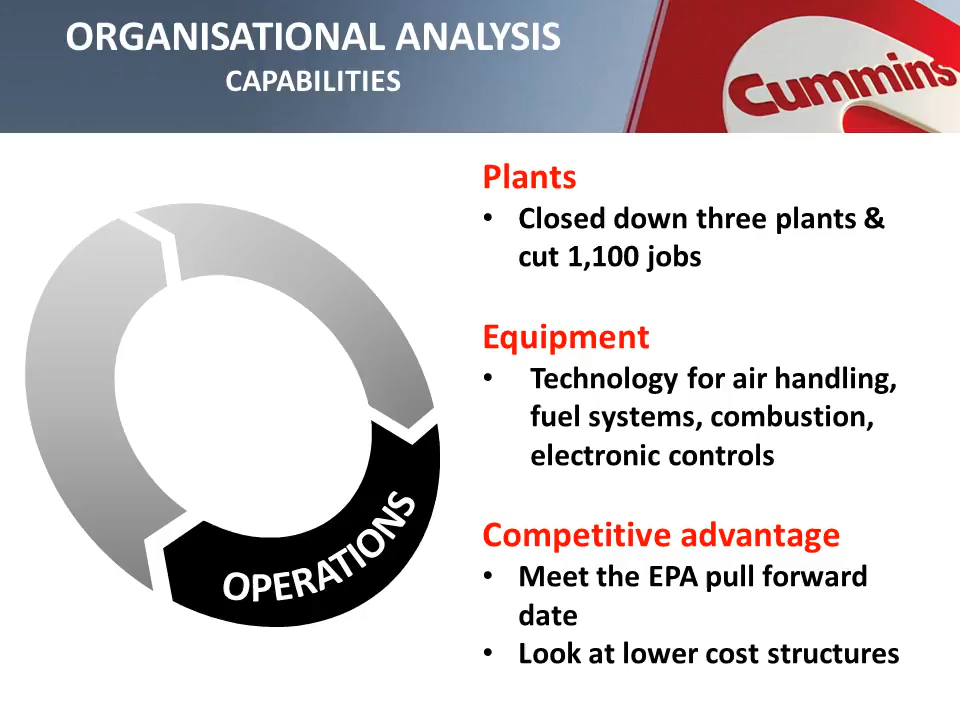 ORGANISATIONAL ANALYSIS
CAPABILITIES
Cummins
Plants
• Closed down three plants &
cut 1,100 jobs
Equipment
• Technology for air handling,
fuel systems, combustion,
electronic controls
Competitive advantage
• Meet the EPA pull forward
date
• Look at lower cost structures
OPERATIONS